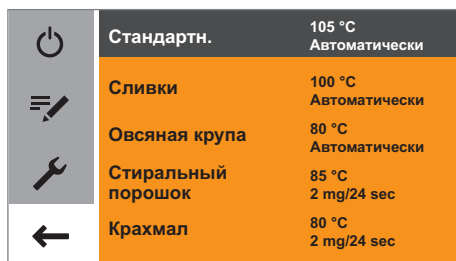 Стандартн.
105 °C
Автоматически
Сливки
100 °C
Автоматически
Овсяная крупа
80 °C
Автоматически
Стиральный
порошок
85 °C
2 mg/24 sec
Крахмал
80 °C
2 mg/24 sec